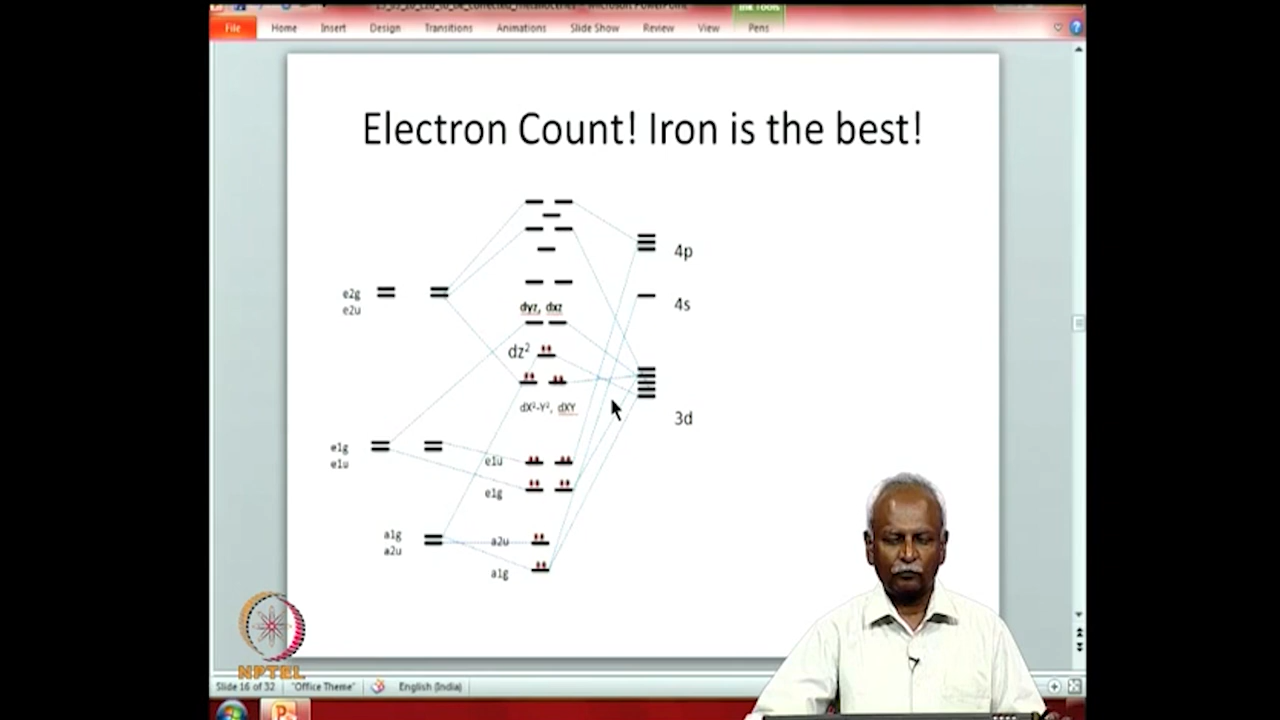 File Home Insert Design Transitions Animations Slide Show Review View Pens
Electron Count! Iron is the best!
4p
e2g
e2u
4s
dyz, dxz
dz²
dX²-Y², dXY
3d
e1g
e1u
e1u
e1g
a1g
a2u
a2u
a1g
NPTEL
Slide 16 of 32 "Office Theme" English (India)